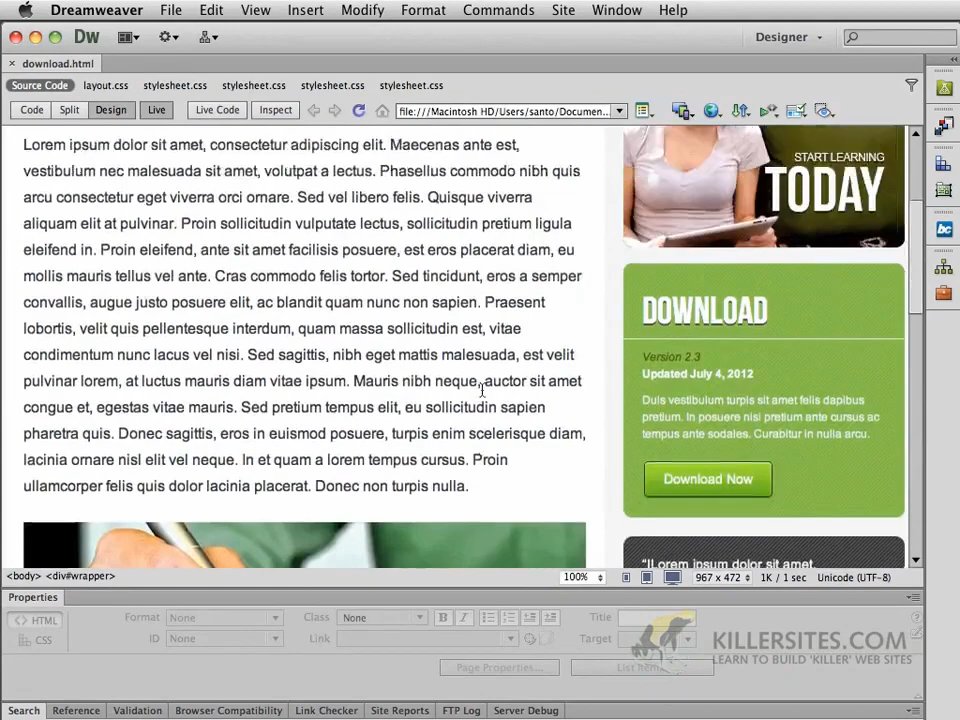 Dreamweaver File Edit View Insert Modify Format Commands Site Window Help
Dw Designer
× download.html
Source Code layout.css stylesheet.css stylesheet.css stylesheet.css stylesheet.css
Code Split Design Live Live Code Inspect file:///Macintosh HD/Users/santo/Documen...
Lorem ipsum dolor sit amet, consectetur adipiscing elit. Maecenas ante est,
vestibulum nec malesuada sit amet, volutpat a lectus. Phasellus commodo nibh quis
arcu consectetur eget viverra orci ornare. Sed vel libero felis. Quisque viverra
aliquam elit at pulvinar. Proin sollicitudin vulputate lectus, sollicitudin pretium ligula
eleifend in. Proin eleifend, ante sit amet facilisis posuere, est eros placerat diam, eu
mollis mauris tellus vel ante. Cras commodo felis tortor. Sed tincidunt, eros a semper
convallis, augue justo posuere elit, ac blandit quam nunc non sapien. Praesent
lobortis, velit quis pellentesque interdum, quam massa sollicitudin est, vitae
condimentum nunc lacus vel nisi. Sed sagittis, nibh eget mattis malesuada, est velit
pulvinar lorem, at luctus mauris diam vitae ipsum. Mauris nibh neque, auctor sit amet
congue et, egestas vitae mauris. Sed pretium tempus elit, eu sollicitudin sapien
pharetra quis. Donec sagittis, eros in euismod posuere, turpis enim scelerisque diam,
lacinia ornare nisl elit vel neque. In et quam a lorem tempus cursus. Proin
ullamcorper felis quis dolor lacinia placerat. Donec non turpis nulla.
START LEARNING
TODAY
DOWNLOAD
Version 2.3
Updated July 4, 2012
Duis vestibulum turpis sit amet felis dapibus
pretium. In posuere nisi pretium ante cursus ac
tempus ante sodales. Curabitur in nulla arcu.
Download Now
"Lorem ipsum dolor sit amet,
bc
<body> <div#wrapper> 100% 967 x 472 1K / 1 sec Unicode (UTF-8)
Properties
<> HTML Format None Class None B I Title
CSS ID None Link Target
Page Properties... List Item...
KILLERSITES.COM
LEARN TO BUILD 'KILLER' WEB SITES
Search Reference Validation Browser Compatibility Link Checker Site Reports FTP Log Server Debug